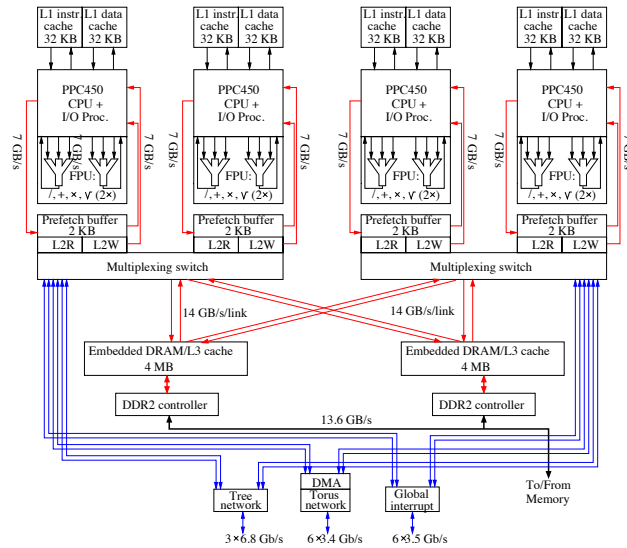 L1 instr. L1 data L1 instr. L1 data L1 instr. L1 data L1 instr. L1 data
cache cache cache cache cache cache cache cache
32 KB 32 KB 32 KB 32 KB 32 KB 32 KB 32 KB 32 KB
PPC450 PPC450 PPC450 PPC450
CPU + CPU + CPU + CPU +
I/O Proc. I/O Proc. I/O Proc. I/O Proc.
7 GB/s 7 GB/s 7 GB/s 7 GB/s 7 GB/s 7 GB/s
FPU: FPU: FPU: FPU:
/, +, ×, √ (2×) /, +, ×, √ (2×) /, +, ×, √ (2×) /, +, ×, √ (2×)
Prefetch buffer Prefetch buffer Prefetch buffer Prefetch buffer
2 KB 2 KB 2 KB 2 KB
L2R L2W L2R L2W L2R L2W L2R L2W
Multiplexing switch Multiplexing switch
14 GB/s/link 14 GB/s/link
Embedded DRAM/L3 cache Embedded DRAM/L3 cache
4 MB 4 MB
DDR2 controller DDR2 controller
13.6 GB/s
Tree DMA Global To/From
network Torus network interrupt Memory
3×6.8 Gb/s 6×3.4 Gb/s 6×3.5 Gb/s